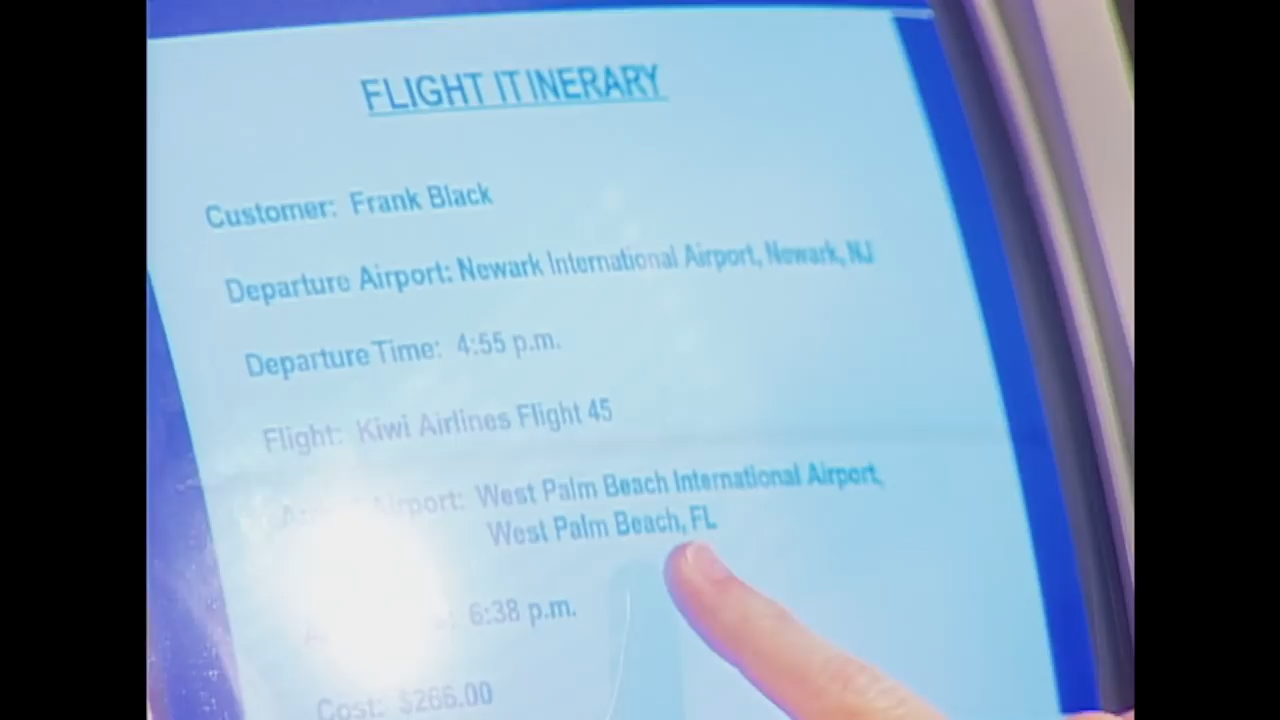 FLIGHT ITINERARY
Customer: Frank Black
Departure Airport: Newark International Airport, Newark, NJ
Departure Time: 4:55 p.m.
Flight: Kiwi Airlines Flight 45
Airport: West Palm Beach International Airport,
West Palm Beach, FL
6:38 p.m.
Cost: $266.00